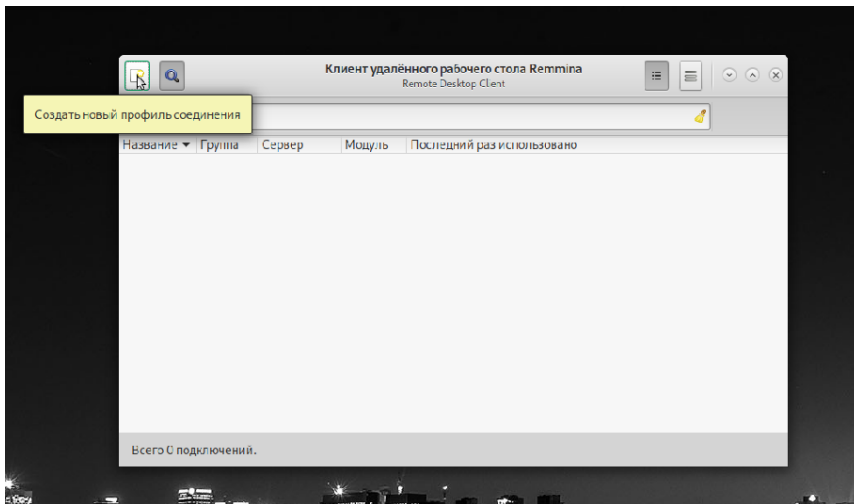 Клиент удалённого рабочего стола Remmina
Remote Desktop Client
Создать новый профиль соединения
Название Группа Сервер Модуль Последний раз использовано
Всего 0 подключений.